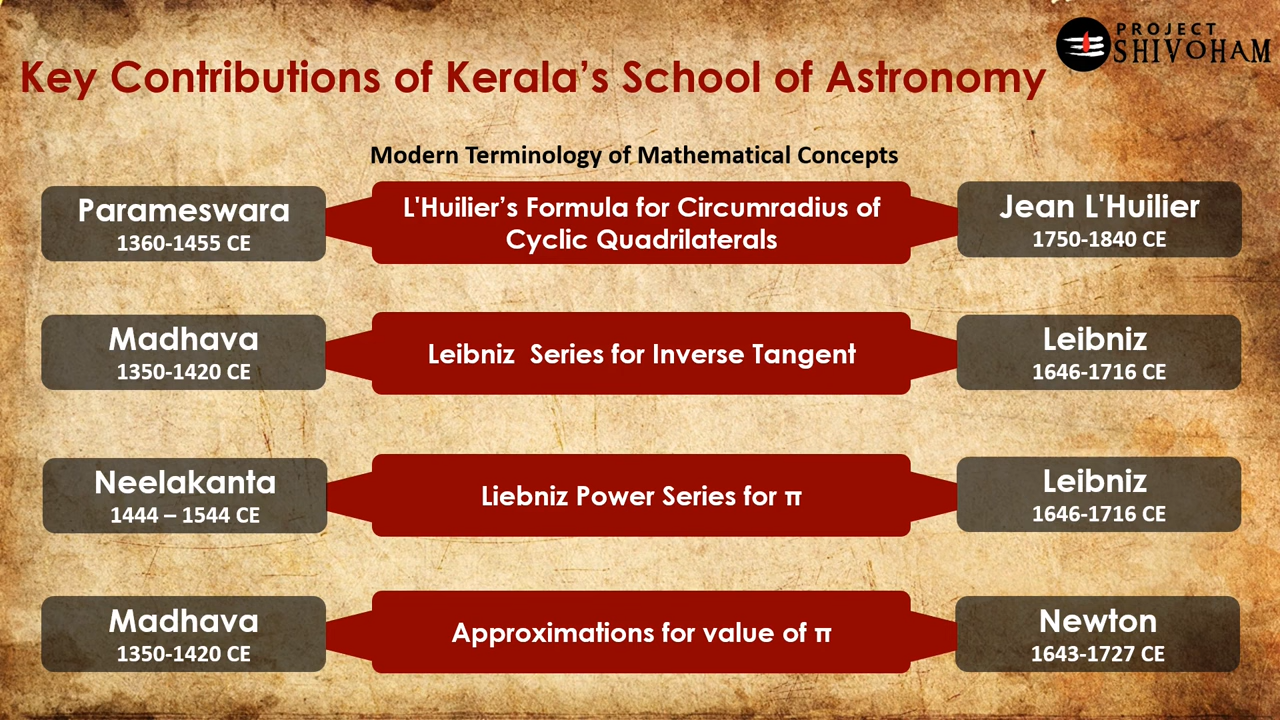 PROJECT
SHIVOHAM
Key Contributions of Kerala's School of Astronomy
Modern Terminology of Mathematical Concepts
Parameswara
1360-1455 CE
L'Huilier's Formula for Circumradius of
Cyclic Quadrilaterals
Jean L'Huilier
1750-1840 CE
Madhava
1350-1420 CE
Leibniz  Series for Inverse Tangent
Leibniz
1646-1716 CE
Neelakanta
1444 – 1544 CE
Liebniz Power Series for π
Leibniz
1646-1716 CE
Madhava
1350-1420 CE
Approximations for value of π
Newton
1643-1727 CE